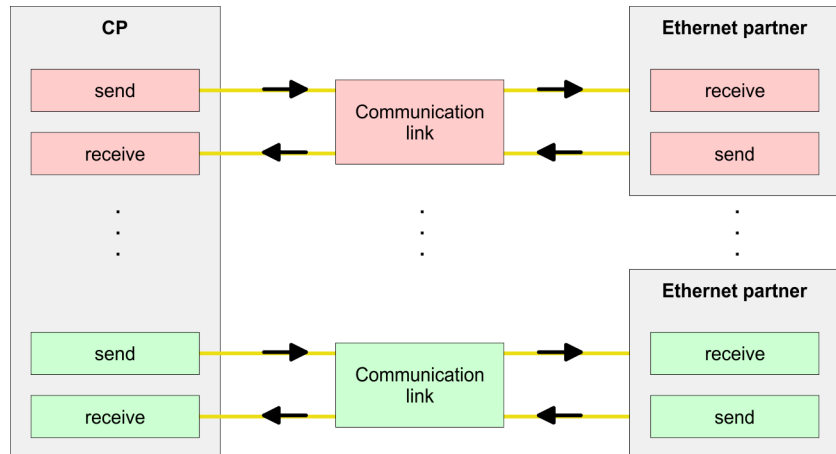 CP
Ethernet partner
send
Communication
link
receive
receive
send
Ethernet partner
send
Communication
link
receive
receive
send